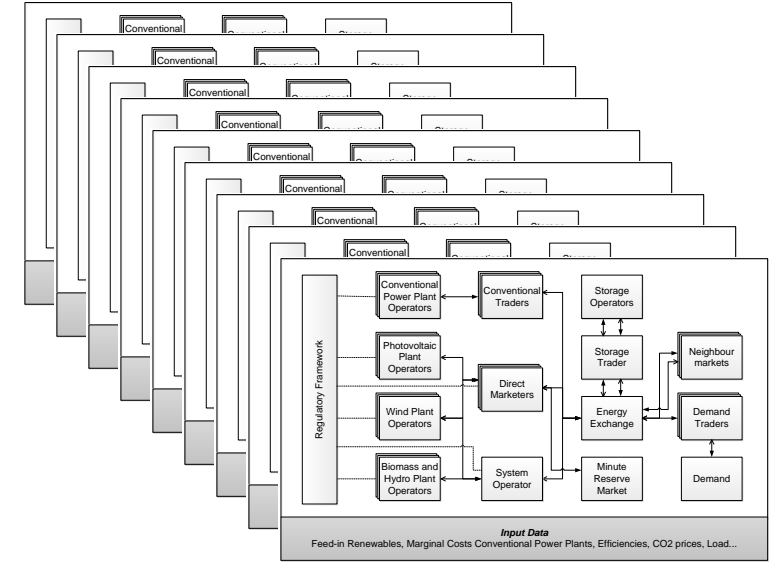 Conventional
Conventional
Conventional
Conventional
Conventional
Conventional
Conventional
Conventional
Regulatory Framework
Conventional
Power Plant
Operators
Conventional
Traders
Storage
Operators
Photovoltaic
Plant
Operators
Direct
Marketers
Storage
Trader
Neighbour
markets
Wind Plant
Operators
Energy
Exchange
Demand
Traders
Biomass and
Hydro Plant
Operators
System
Operator
Minute
Reserve
Market
Demand
Input Data
Feed-in Renewables, Marginal Costs Conventional Power Plants, Efficiencies, CO2 prices, Load...